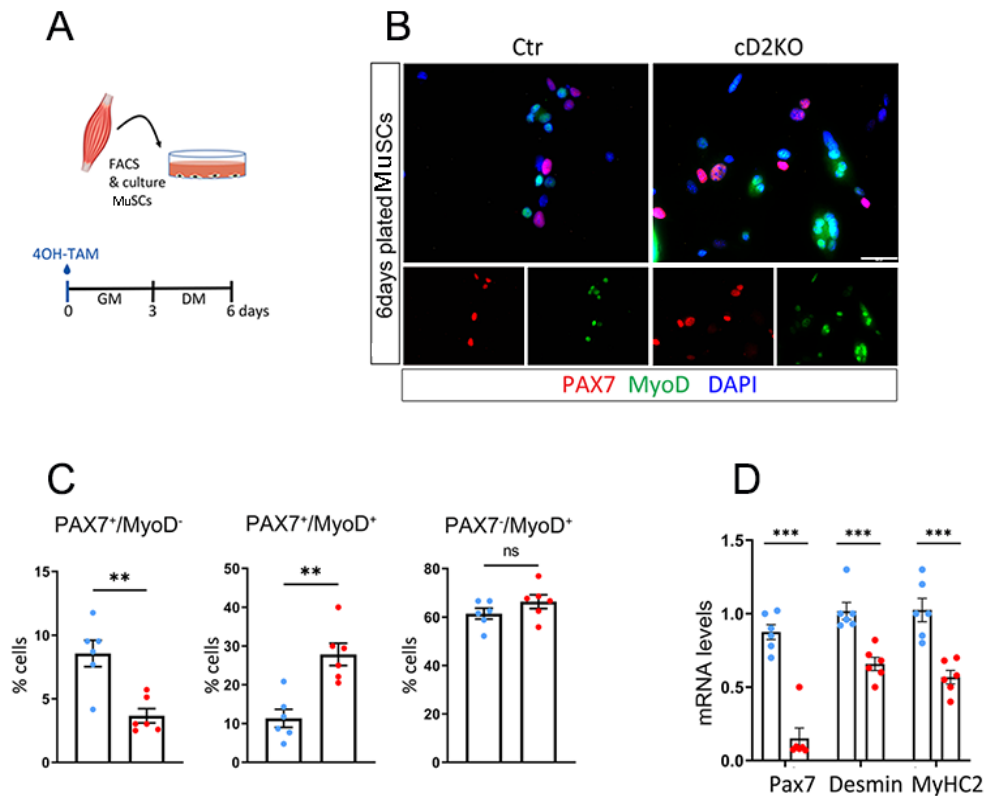 A
FACS
& culture
MuSCs
4OH-TAM
GM
DM
0
3
6 days
B
Ctr
cD2KO
6days plated MuSCs
PAX7 MyoD DAPI
C
PAX7⁺/MyoD⁻
**
% cells
15
10
5
0
PAX7⁺/MyoD⁺
**
% cells
50
40
30
20
10
0
PAX7⁻/MyoD⁺
ns
% cells
80
60
40
20
0
D
*** *** ***
mRNA levels
1.5
1.0
0.5
0.0
Pax7 Desmin MyHC2